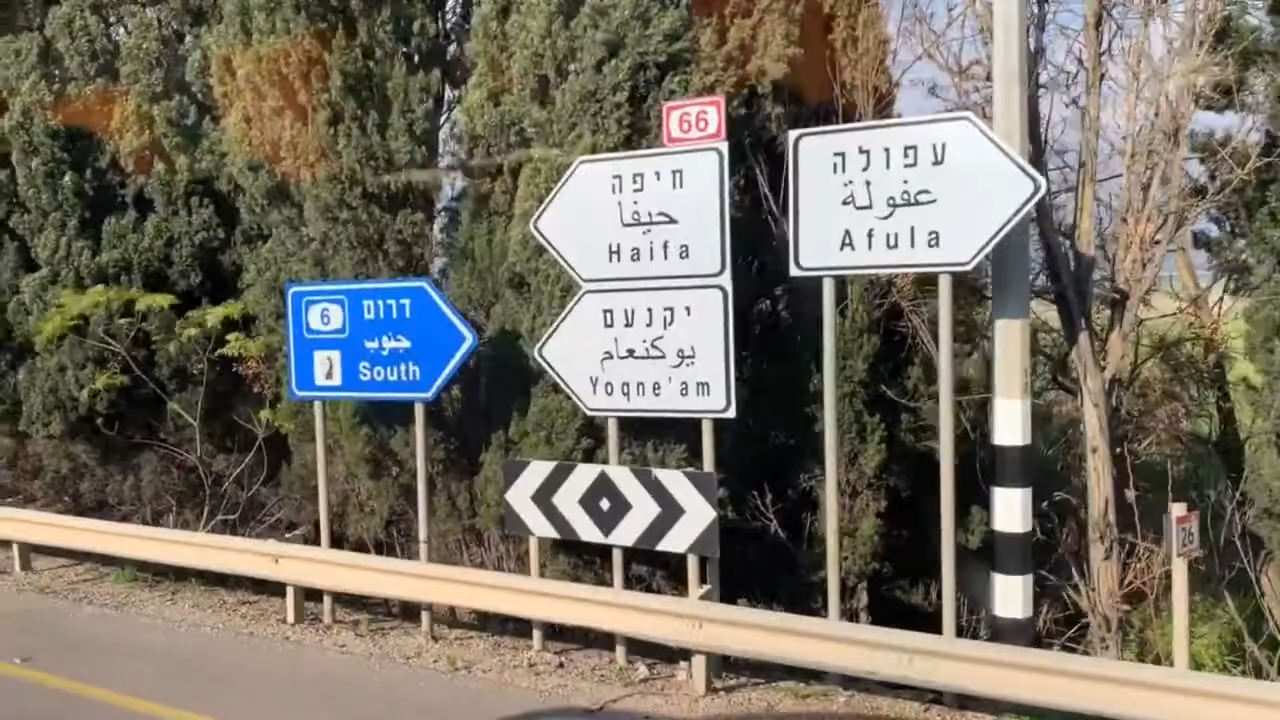 6
דרום
جنوب
South
66
חיפה
حيفا
Haifa
יקנעם
يوكنعام
Yoqne'am
עפולה
عفولة
Afula
26